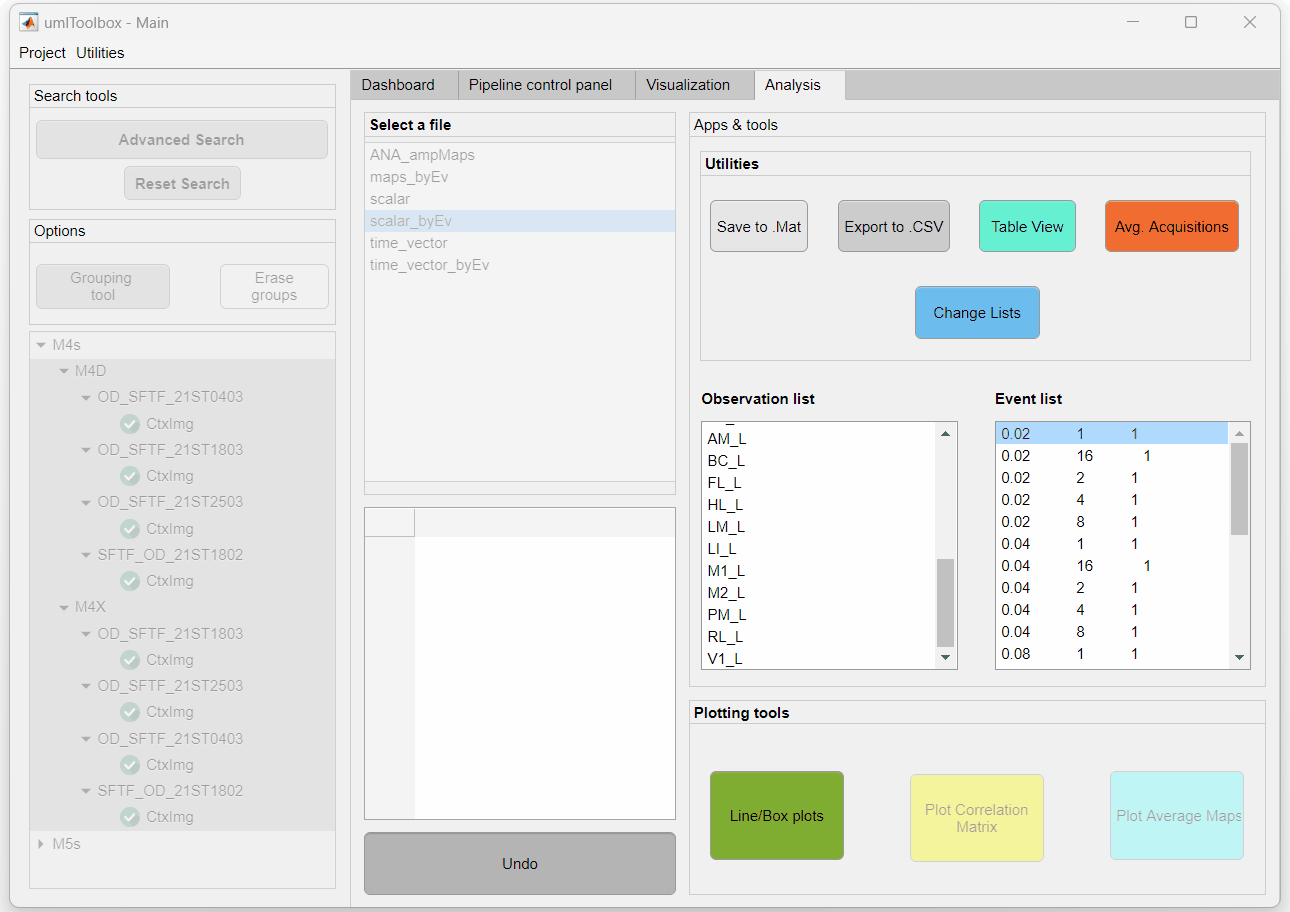 umIToolbox - Main
Project Utilities
Search tools
Advanced Search
Reset Search
Options
Grouping
tool
Erase
groups
M4s
M4D
OD_SFTF_21ST0403
CtxImg
OD_SFTF_21ST1803
CtxImg
OD_SFTF_21ST2503
CtxImg
SFTF_OD_21ST1802
CtxImg
M4X
OD_SFTF_21ST1803
CtxImg
OD_SFTF_21ST2503
CtxImg
OD_SFTF_21ST0403
CtxImg
SFTF_OD_21ST1802
CtxImg
M5s
Dashboard Pipeline control panel Visualization Analysis
Select a file
ANA_ampMaps
maps_byEv
scalar
scalar_byEv
time_vector
time_vector_byEv
Undo
Apps & tools
Utilities
Save to .Mat Export to .CSV Table View Avg. Acquisitions
Change Lists
Observation list
AM_L
BC_L
FL_L
HL_L
LM_L
LI_L
M1_L
M2_L
PM_L
RL_L
V1_L
Event list
0.02 1 1
0.02 16 1
0.02 2 1
0.02 4 1
0.02 8 1
0.04 1 1
0.04 16 1
0.04 2 1
0.04 4 1
0.04 8 1
0.08 1 1
Plotting tools
Line/Box plots
Plot Correlation
Matrix
Plot Average Maps